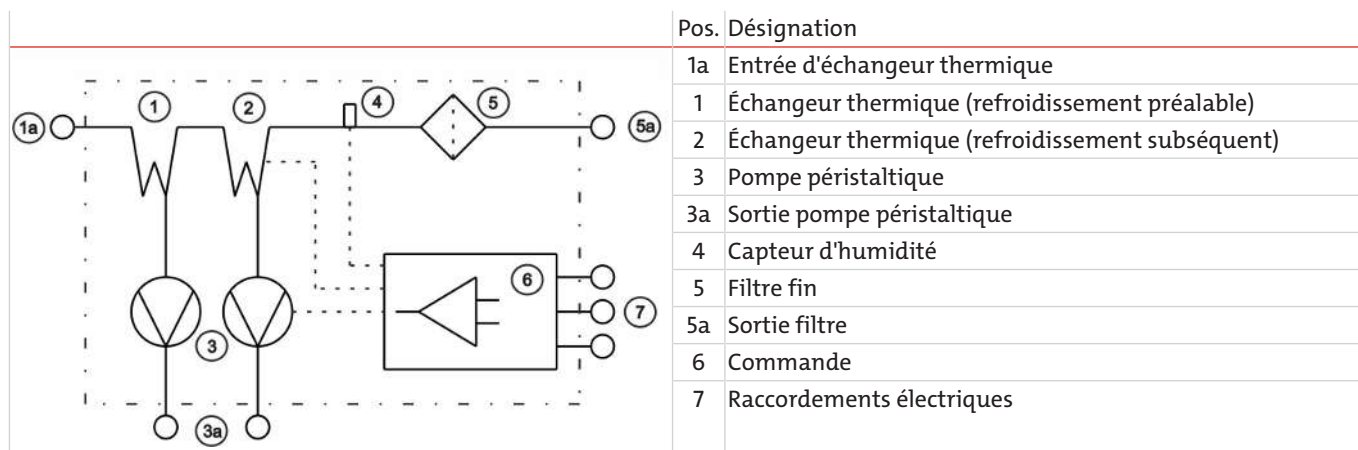 Pos. Désignation
1a Entrée d'échangeur thermique
1 Échangeur thermique (refroidissement préalable)
2 Échangeur thermique (refroidissement subséquent)
3 Pompe péristaltique
3a Sortie pompe péristaltique
4 Capteur d'humidité
5 Filtre fin
5a Sortie filtre
6 Commande
7 Raccordements électriques
1
2
4
5
1a
5a
6
7
3
3a